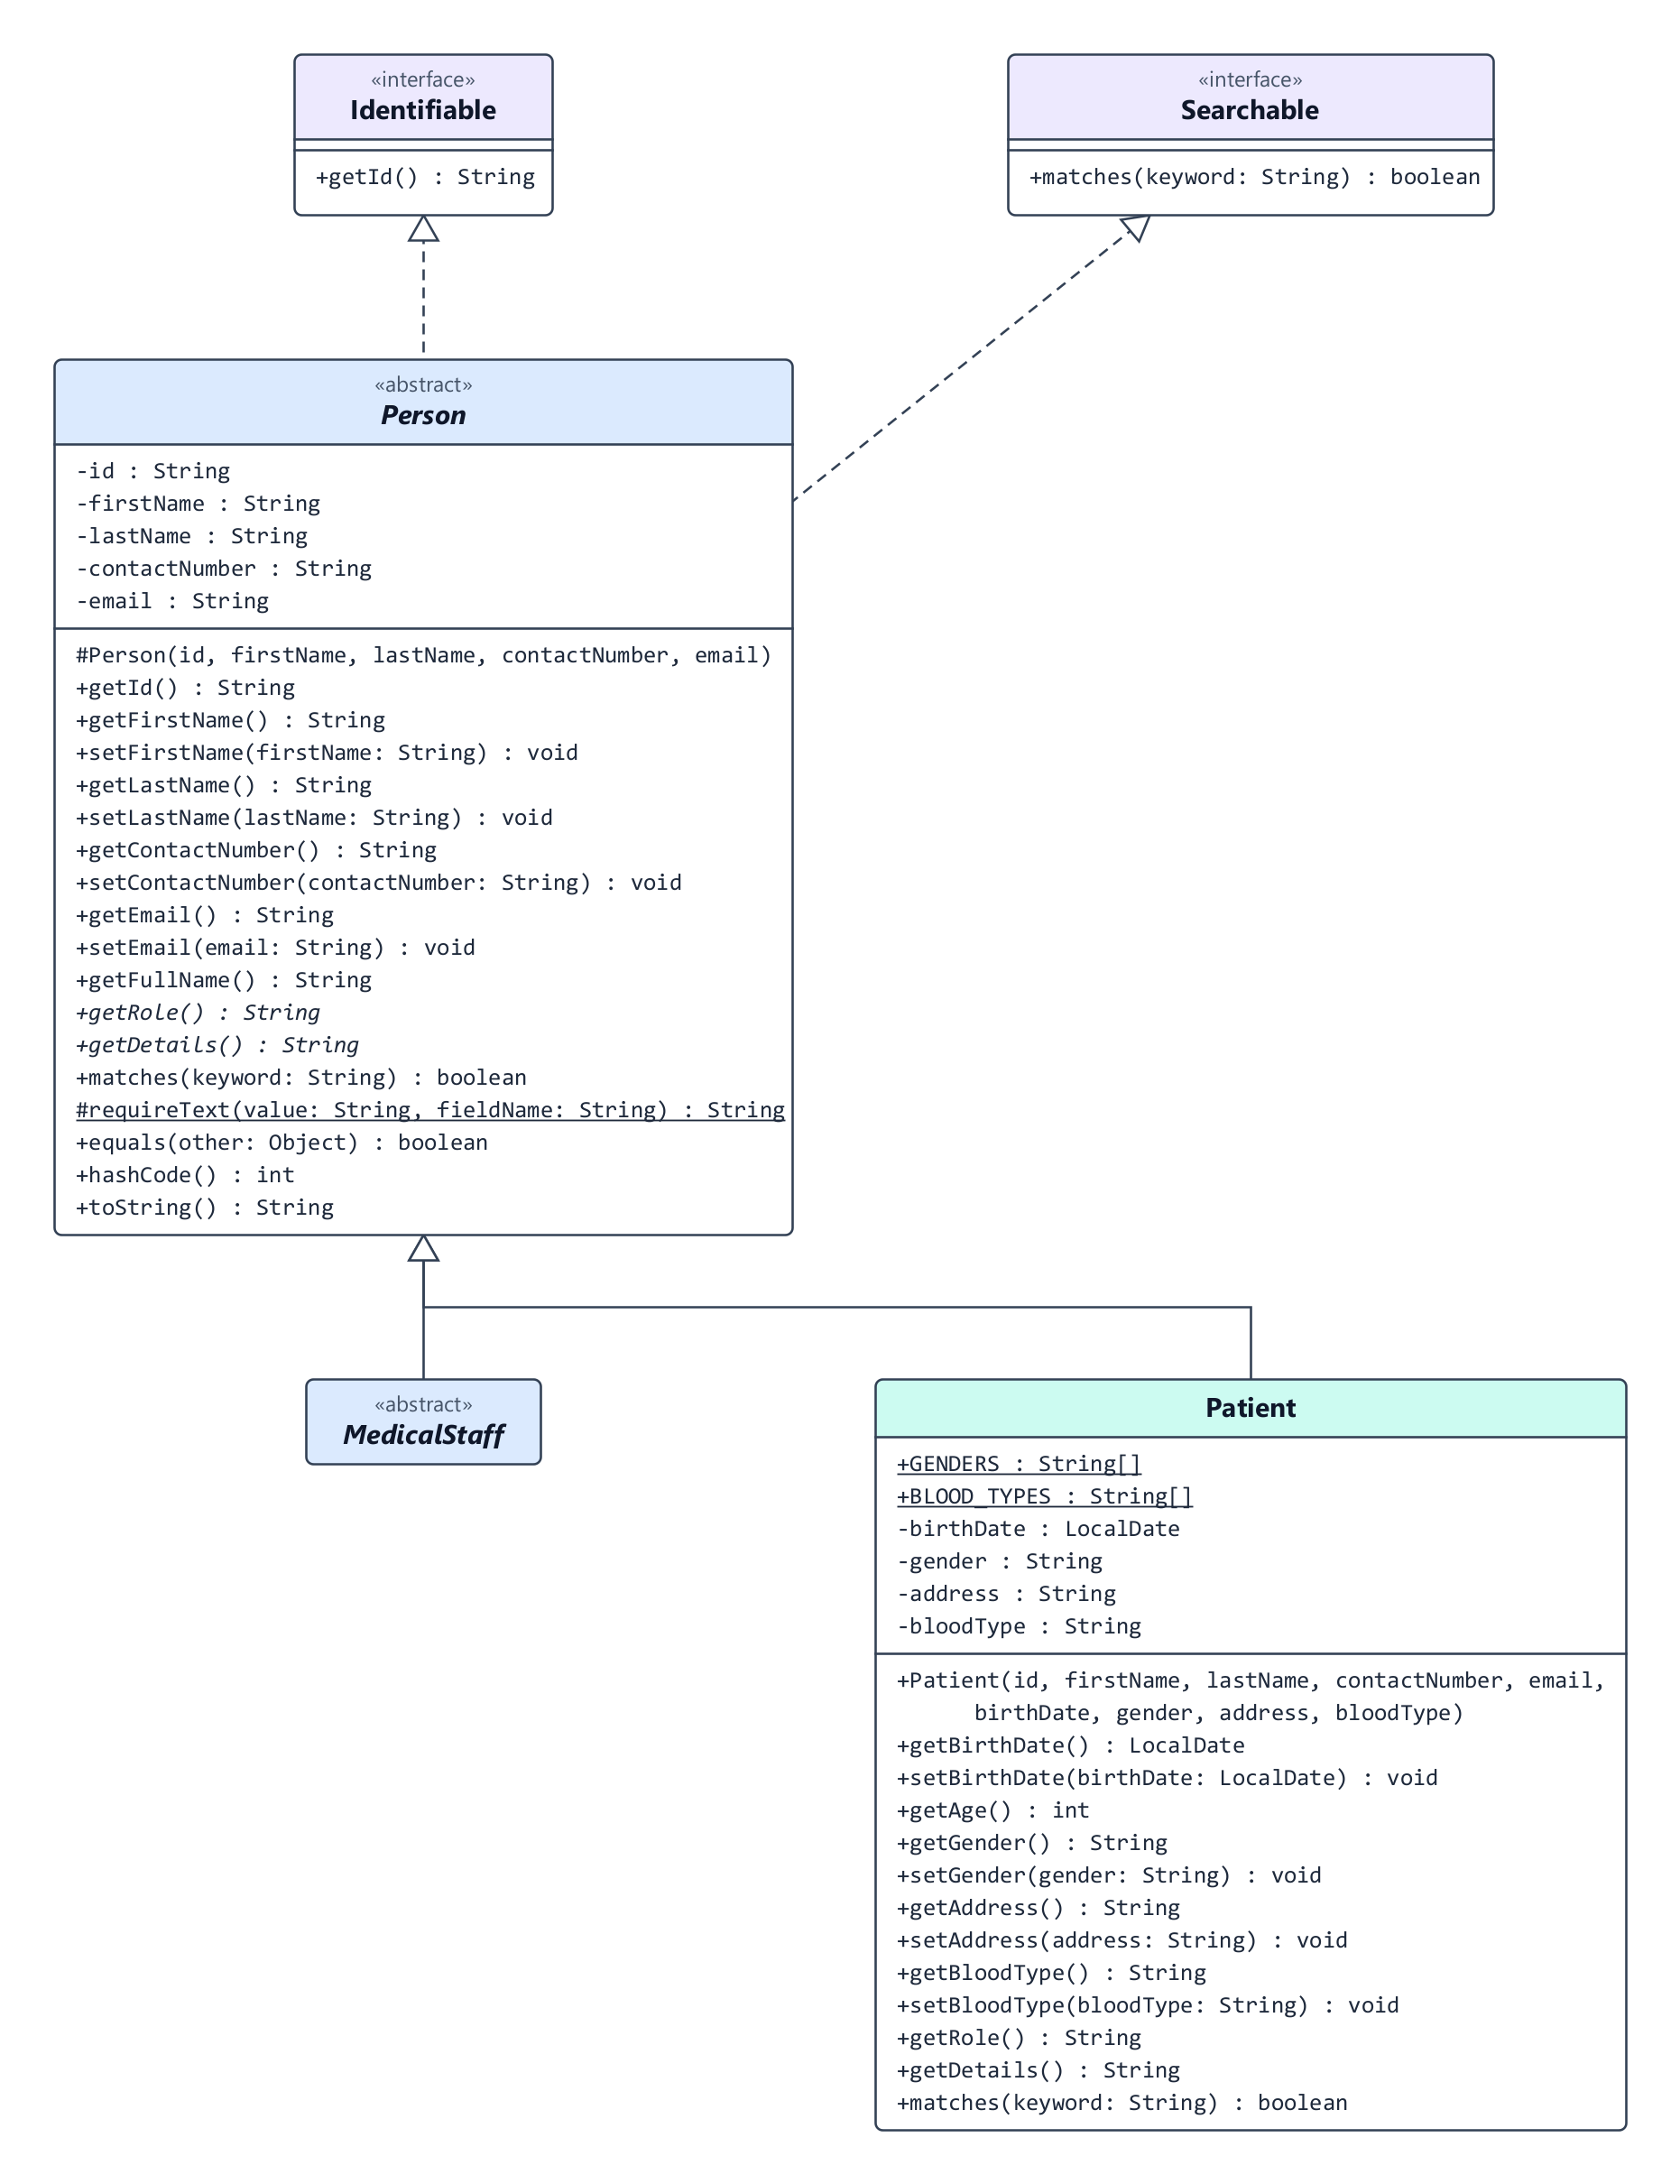 «interface»
Identifiable
+getId() : String
«interface»
Searchable
+matches(keyword: String) : boolean
«abstract»
Person
-id : String
-firstName : String
-lastName : String
-contactNumber : String
-email : String
#Person(id, firstName, lastName, contactNumber, email)
+getId() : String
+getFirstName() : String
+setFirstName(firstName: String) : void
+getLastName() : String
+setLastName(lastName: String) : void
+getContactNumber() : String
+setContactNumber(contactNumber: String) : void
+getEmail() : String
+setEmail(email: String) : void
+getFullName() : String
+getRole() : String
+getDetails() : String
+matches(keyword: String) : boolean
#requireText(value: String, fieldName: String) : String
+equals(other: Object) : boolean
+hashCode() : int
+toString() : String
«abstract»
MedicalStaff
Patient
+GENDERS : String[]
+BLOOD_TYPES : String[]
-birthDate : LocalDate
-gender : String
-address : String
-bloodType : String
+Patient(id, firstName, lastName, contactNumber, email,
birthDate, gender, address, bloodType)
+getBirthDate() : LocalDate
+setBirthDate(birthDate: LocalDate) : void
+getAge() : int
+getGender() : String
+setGender(gender: String) : void
+getAddress() : String
+setAddress(address: String) : void
+getBloodType() : String
+setBloodType(bloodType: String) : void
+getRole() : String
+getDetails() : String
+matches(keyword: String) : boolean